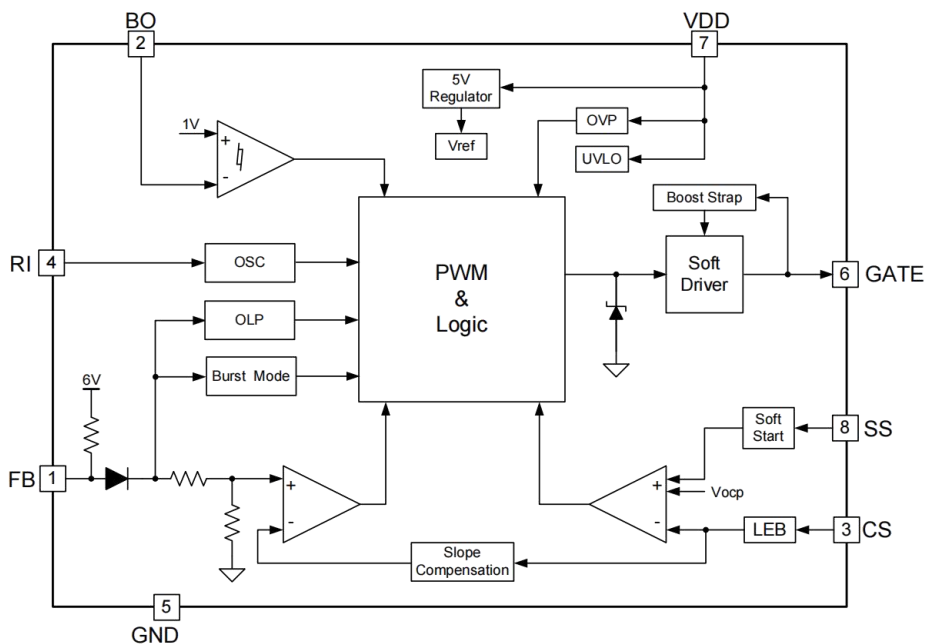 BO
2
VDD
7
5V
Regulator
Vref
OVP
UVLO
1V
+
-
Boost Strap
RI
4
OSC
PWM
&
Logic
Soft
Driver
6
GATE
OLP
Burst Mode
6V
FB
1
+
-
Soft
Start
8
SS
+
Vocp
-
LEB
3
CS
Slope
Compensation
5
GND